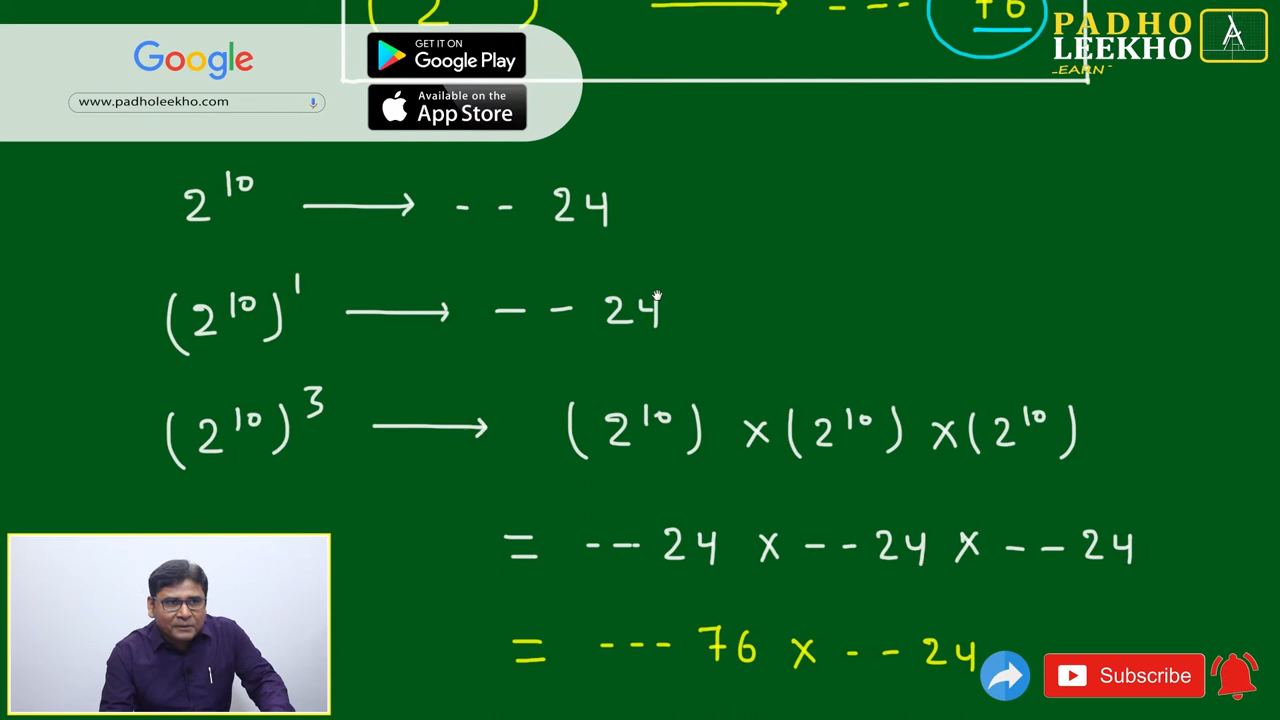 (2 ) ⟶ - --- 76
PADHO
LEEKHO
EARN
Google
www.padholeekho.com
GET IT ON
Google Play
Available on the
App Store
2^10 ⟶ - - 24
(2^10)^1 ⟶ - - 24
(2^10)^3 ⟶ (2^10) × (2^10) × (2^10)
= --- 24 × - - 24 × - - 24
= --- 76 × - - 24
Subscribe